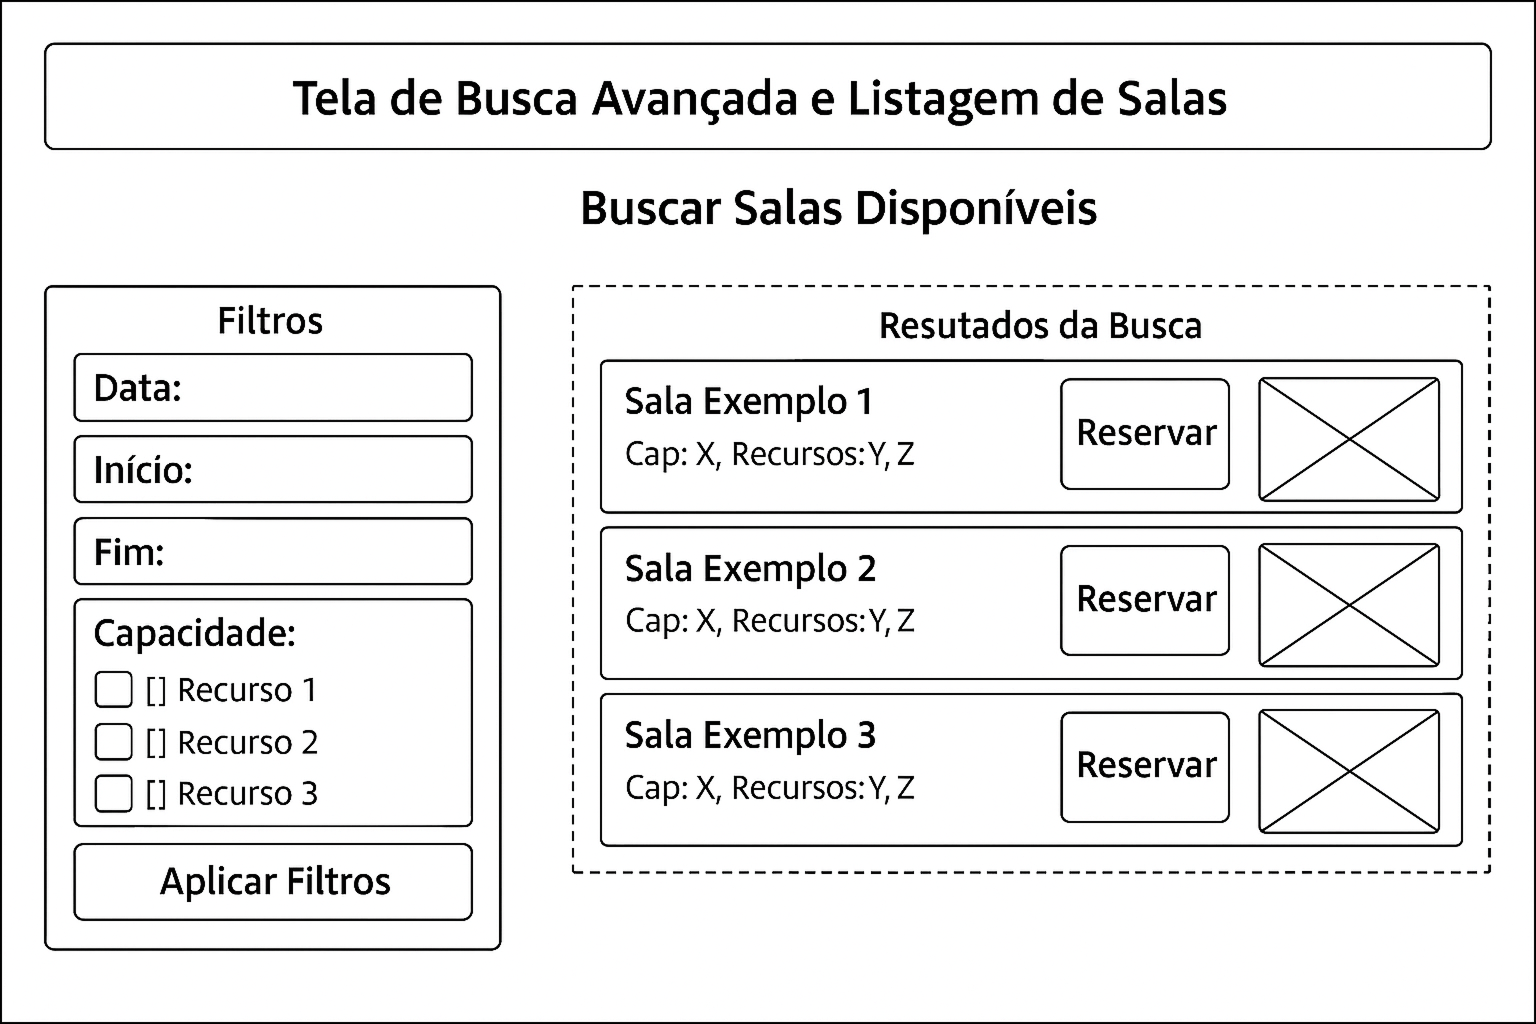 Tela de Busca Avançada e Listagem de Salas
Buscar Salas Disponíveis
Filtros
Data:
Início:
Fim:
Capacidade:
[] Recurso 1
[] Recurso 2
[] Recurso 3
Aplicar Filtros
Resutados da Busca
Sala Exemplo 1
Cap: X, Recursos:Y, Z
Reservar
Sala Exemplo 2
Cap: X, Recursos:Y, Z
Reservar
Sala Exemplo 3
Cap: X, Recursos:Y, Z
Reservar